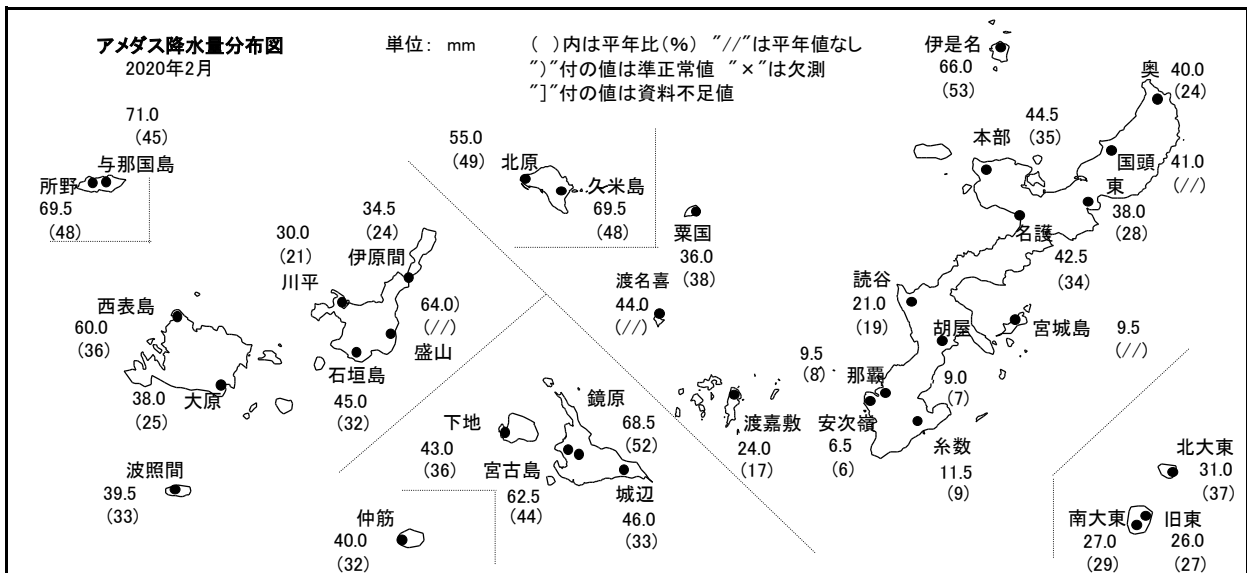 アメダス降水量分布図
2020年2月
単位： mm
( )内は平年比(%) "//"は平年値なし
")"付の値は準正常値 "×"は欠測
"]"付の値は資料不足値
伊是名
66.0
(53)
奥
40.0
(24)
本部
44.5
(35)
国頭
41.0
(//)
東
38.0
(28)
名護
42.5
(34)
71.0
(45)
与那国島
所野
69.5
(48)
55.0
(49)
北原
久米島
69.5
(48)
粟国
36.0
(38)
渡名喜
44.0
(//)
読谷
21.0
(19)
胡屋
9.0
(7)
宮城島
9.5
(//)
34.5
(24)
伊原間
30.0
(21)
川平
64.0)
(//)
盛山
石垣島
45.0
(32)
西表島
60.0
(36)
大原
38.0
(25)
波照間
39.5
(33)
下地
43.0
(36)
鏡原
68.5
(52)
宮古島
62.5
(44)
城辺
46.0
(33)
仲筋
40.0
(32)
渡嘉敷
24.0
(17)
9.5
(8)
那覇
安次嶺
6.5
(6)
糸数
11.5
(9)
北大東
31.0
(37)
南大東
27.0
(29)
旧東
26.0
(27)